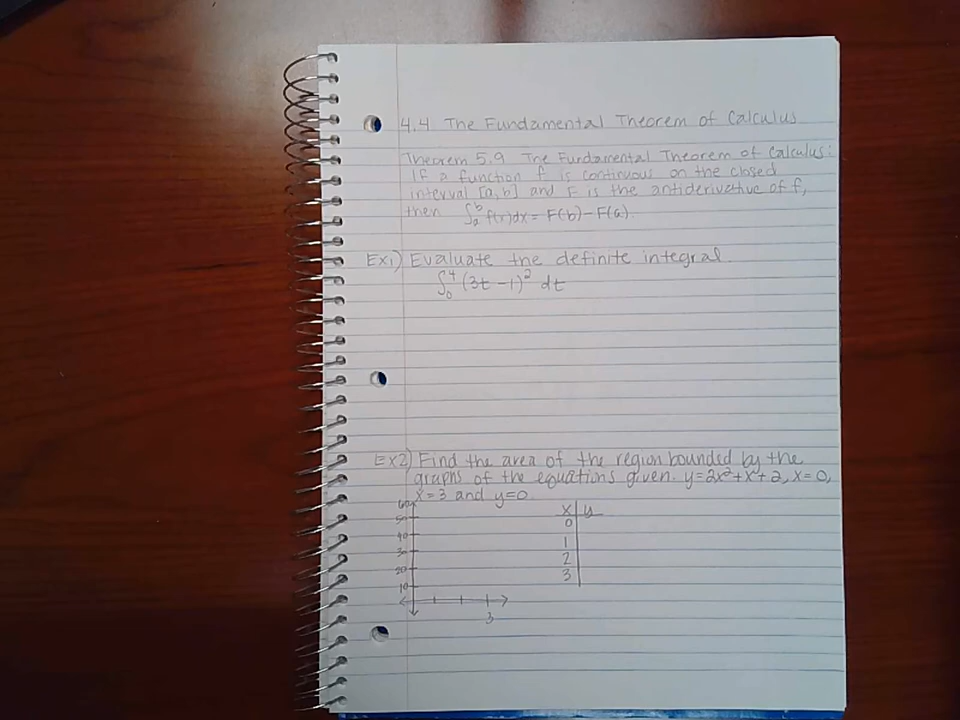 4.4 The Fundamental Theorem of Calculus
Theorem 5.9 The Fundamental Theorem of Calculus:
If a function f is continuous on the closed
interval [a,b] and F is the antiderivative of f,
then ∫ₐᵇ f(x)dx = F(b) - F(a).
Ex1) Evaluate the definite integral.
∫₀⁴ (3t - 1)² dt
Ex2) Find the area of the region bounded by the
graphs of the equations given. y=2x²+x+2, x=0,
x=3 and y=0.
60
50
40
30
20
10
3
x y
0
1
2
3